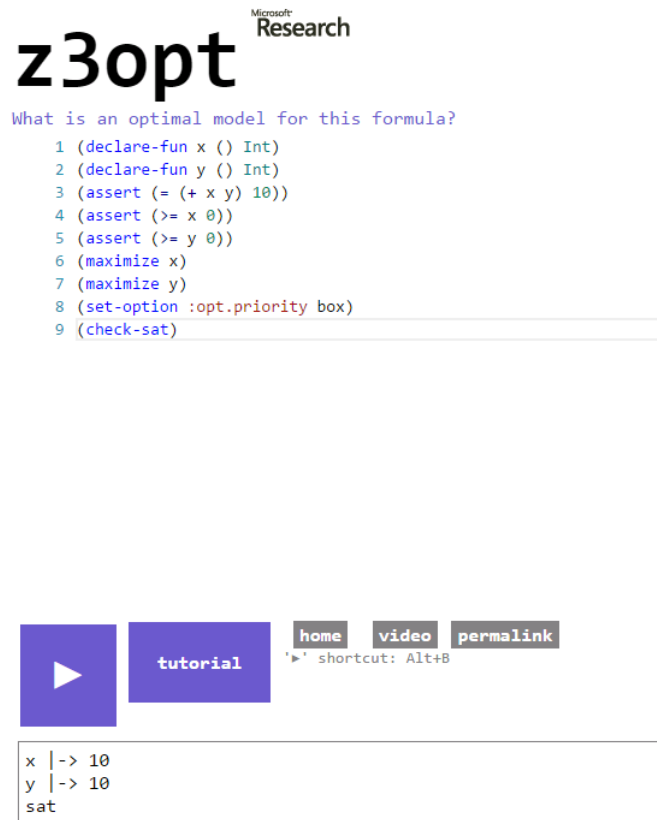 Microsoft
Research
z3opt
What is an optimal model for this formula?
1 (declare-fun x () Int)
2 (declare-fun y () Int)
3 (assert (= (+ x y) 10))
4 (assert (>= x 0))
5 (assert (>= y 0))
6 (maximize x)
7 (maximize y)
8 (set-option :opt.priority box)
9 (check-sat)
home video permalink
tutorial
'►' shortcut: Alt+B
x |-> 10
y |-> 10
sat